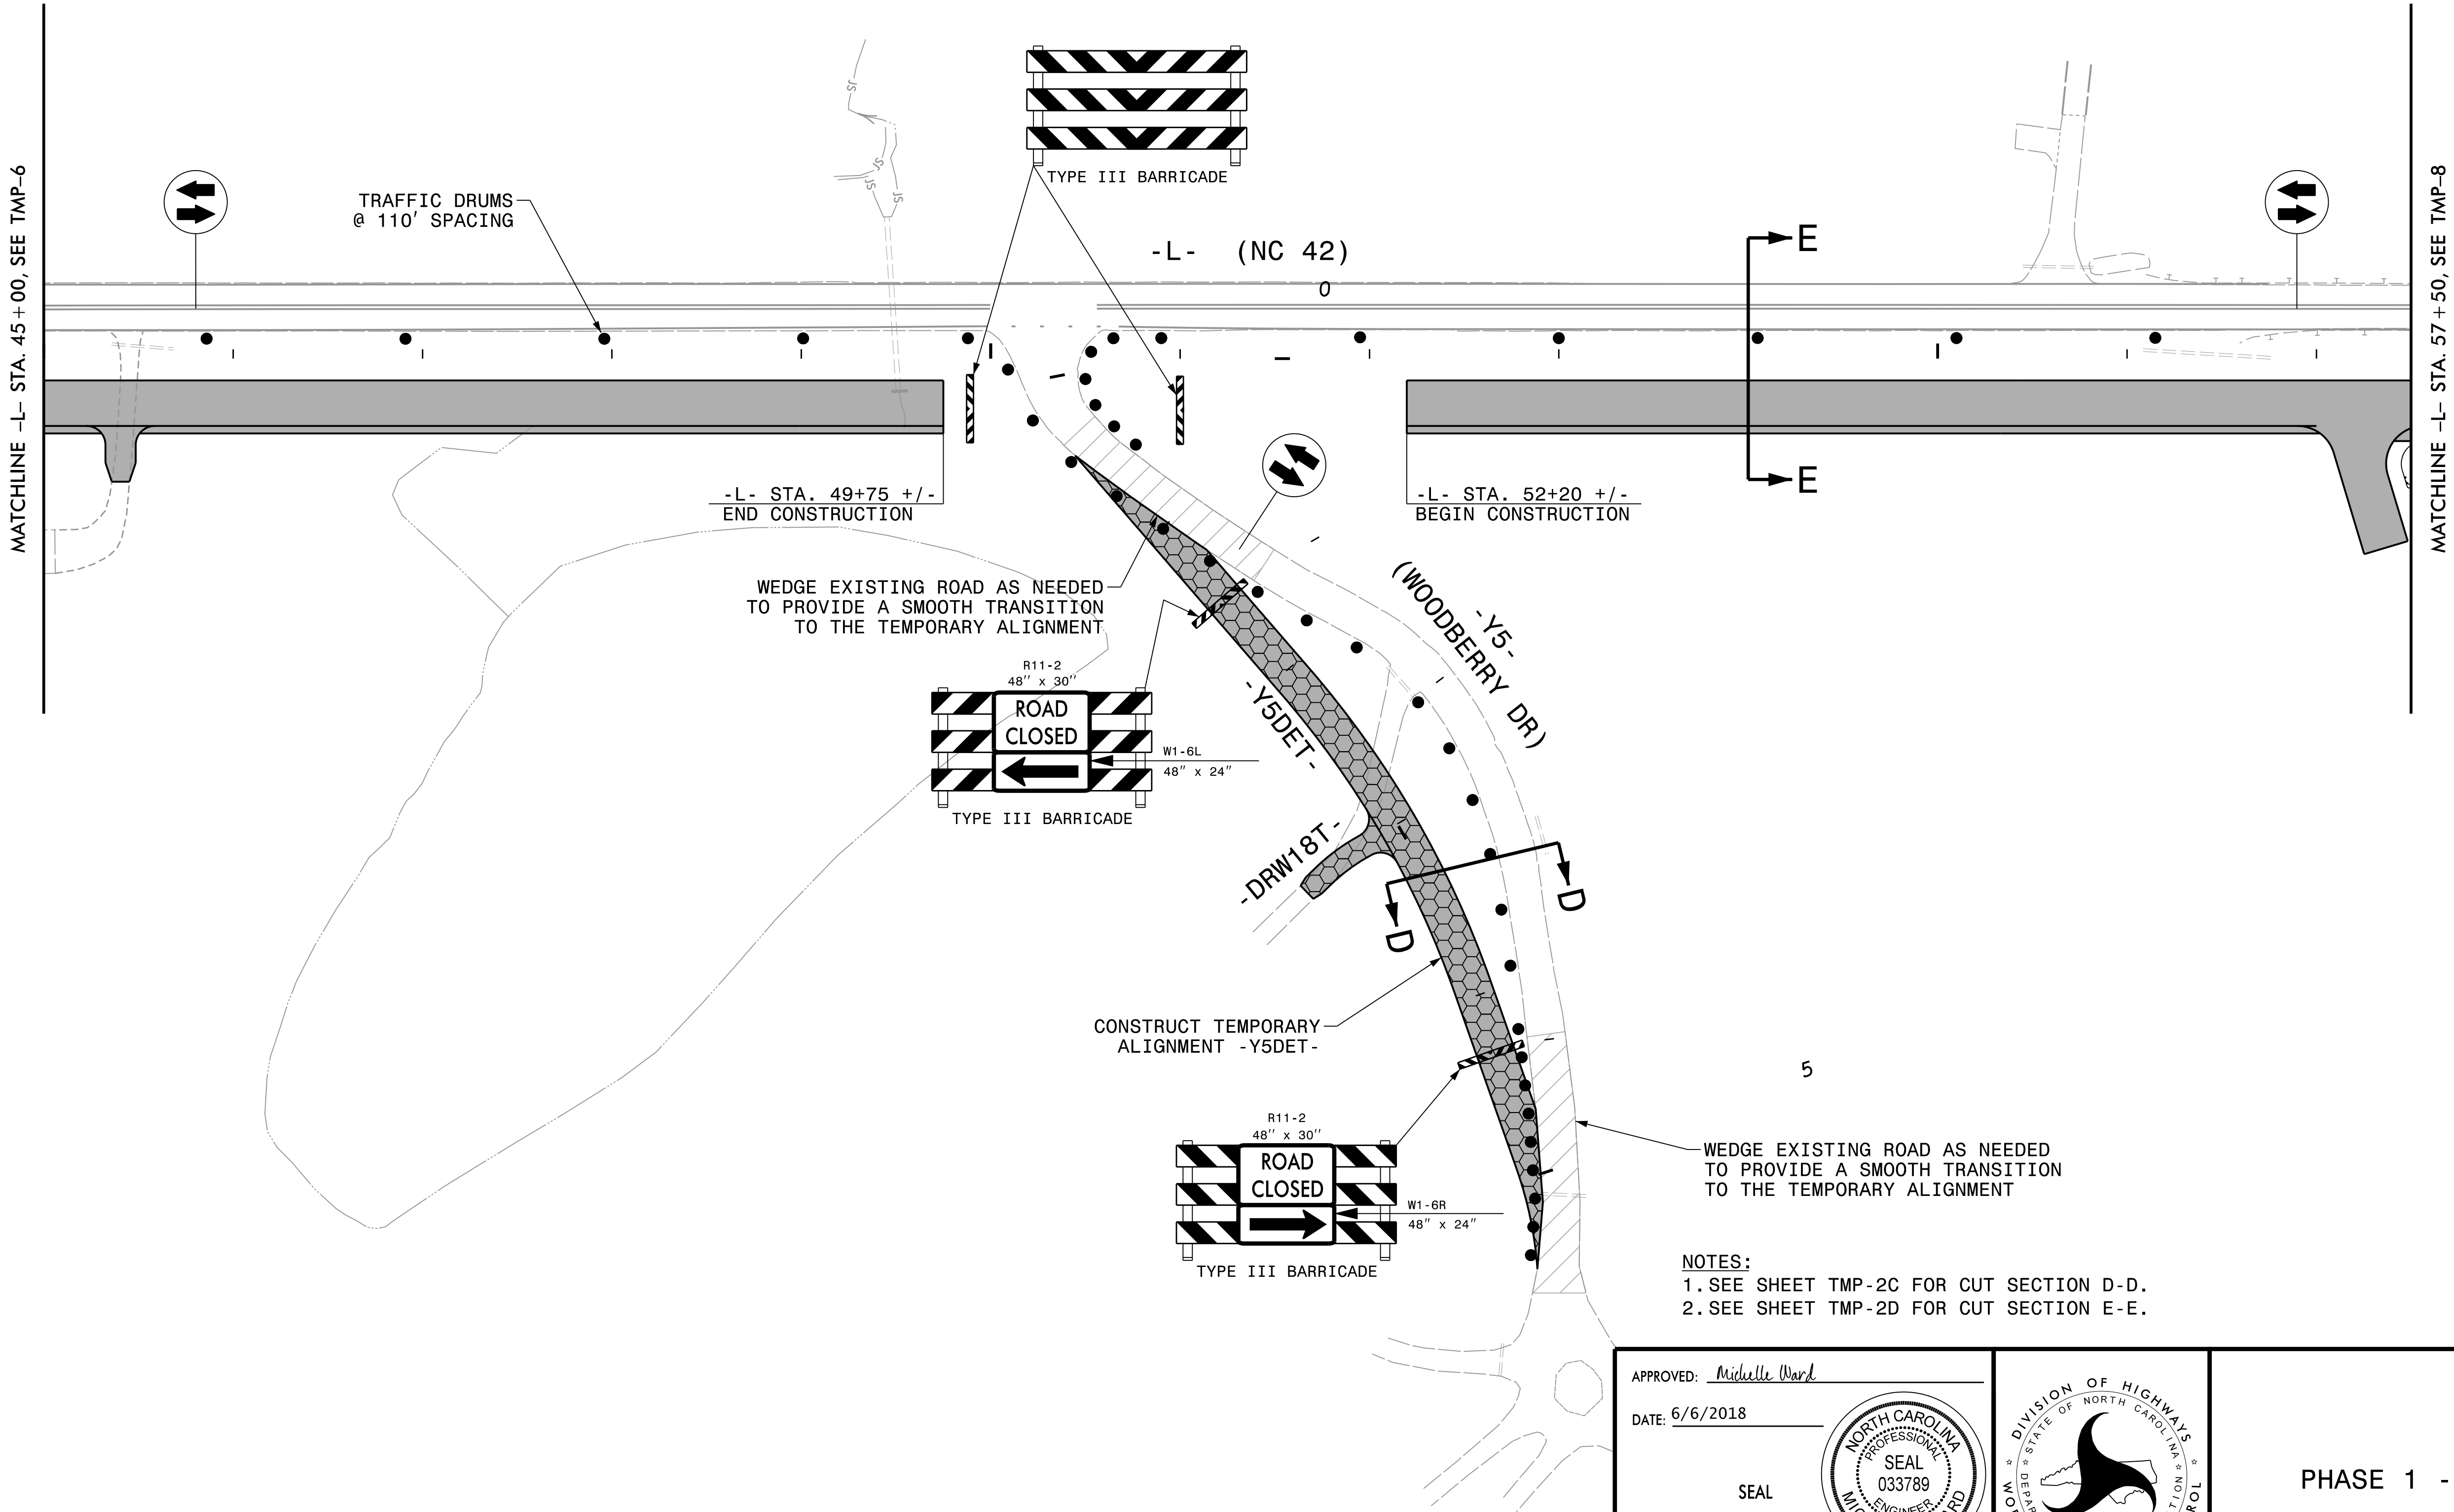 TYPE III BARRICADE
MATCHLINE -L- STA. 45+00, SEE TMP-6
MATCHLINE -L- STA. 57+50, SEE TMP-8
TRAFFIC DRUMS
@ 110' SPACING
JS
JS
JS
JS
-L- (NC 42)
0
E
E
-L- STA. 49+75 +/-
END CONSTRUCTION
-L- STA. 52+20 +/-
BEGIN CONSTRUCTION
WEDGE EXISTING ROAD AS NEEDED
TO PROVIDE A SMOOTH TRANSITION
TO THE TEMPORARY ALIGNMENT
-Y5-
(WOODBERRY DR)
R11-2
48" x 30"
ROAD
CLOSED
W1-6L
48" x 24"
TYPE III BARRICADE
-Y5DET-
-DRW18T-
D
D
CONSTRUCT TEMPORARY
ALIGNMENT -Y5DET-
5
R11-2
48" x 30"
ROAD
CLOSED
W1-6R
48" x 24"
TYPE III BARRICADE
WEDGE EXISTING ROAD AS NEEDED
TO PROVIDE A SMOOTH TRANSITION
TO THE TEMPORARY ALIGNMENT
NOTES:
1. SEE SHEET TMP-2C FOR CUT SECTION D-D.
2. SEE SHEET TMP-2D FOR CUT SECTION E-E.
APPROVED: Michelle Ward
DATE: 6/6/2018
SEAL
NORTH CAROLINA
PROFESSIONAL
SEAL
033789
ENGINEER
DIVISION OF HIGHWAYS
STATE OF NORTH CAROLINA
PHASE 1 -